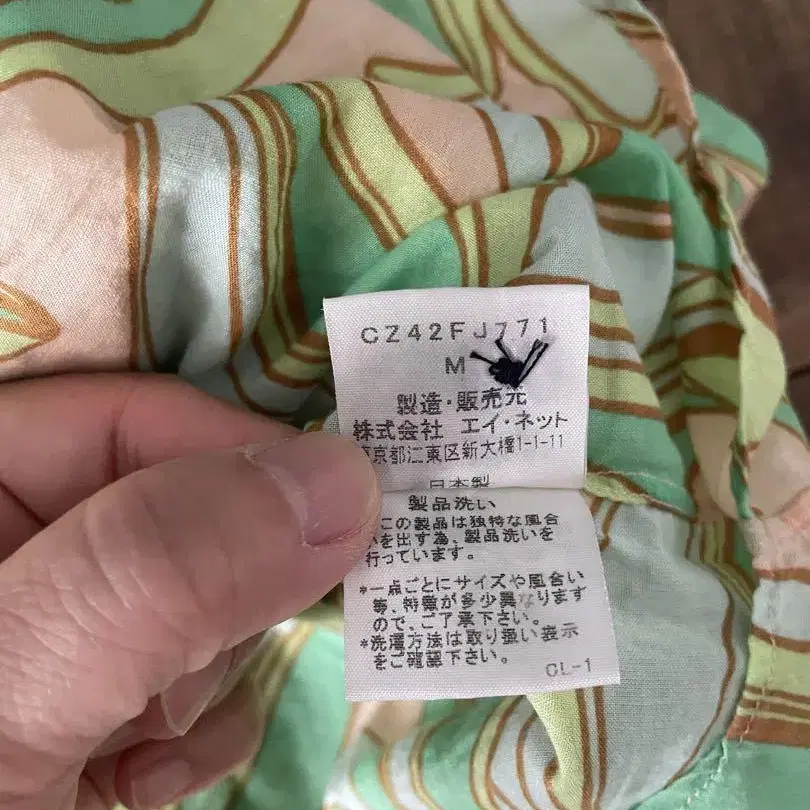 CZ42FJ771
M
製造・販売元
株式会社 エイ・ネット
京都江東区新大橋1-1-11
日本製
製品洗い
この製品は独特な風合
いを出す為、製品洗いを
行っています。
*一点ごとにサイズや風合い
等、特徴が多少異なります
ので、ご了承下さい。
*洗濯方法は取り扱い表示
をご確認下さい。
CL-1